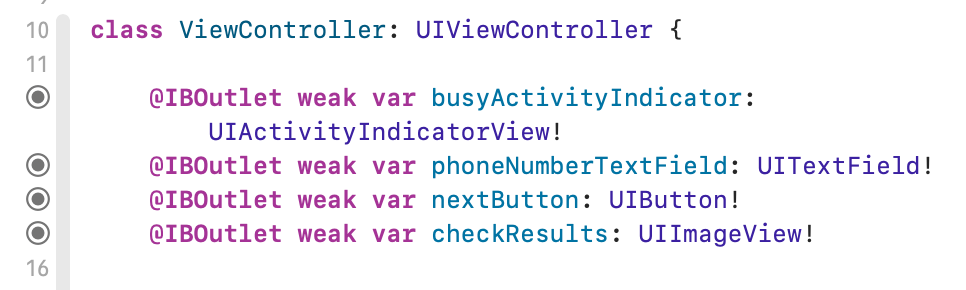 10 class ViewController: UIViewController {
11
@IBOutlet weak var busyActivityIndicator:
UIActivityIndicatorView!
@IBOutlet weak var phoneNumberTextField: UITextField!
@IBOutlet weak var nextButton: UIButton!
@IBOutlet weak var checkResults: UIImageView!
16